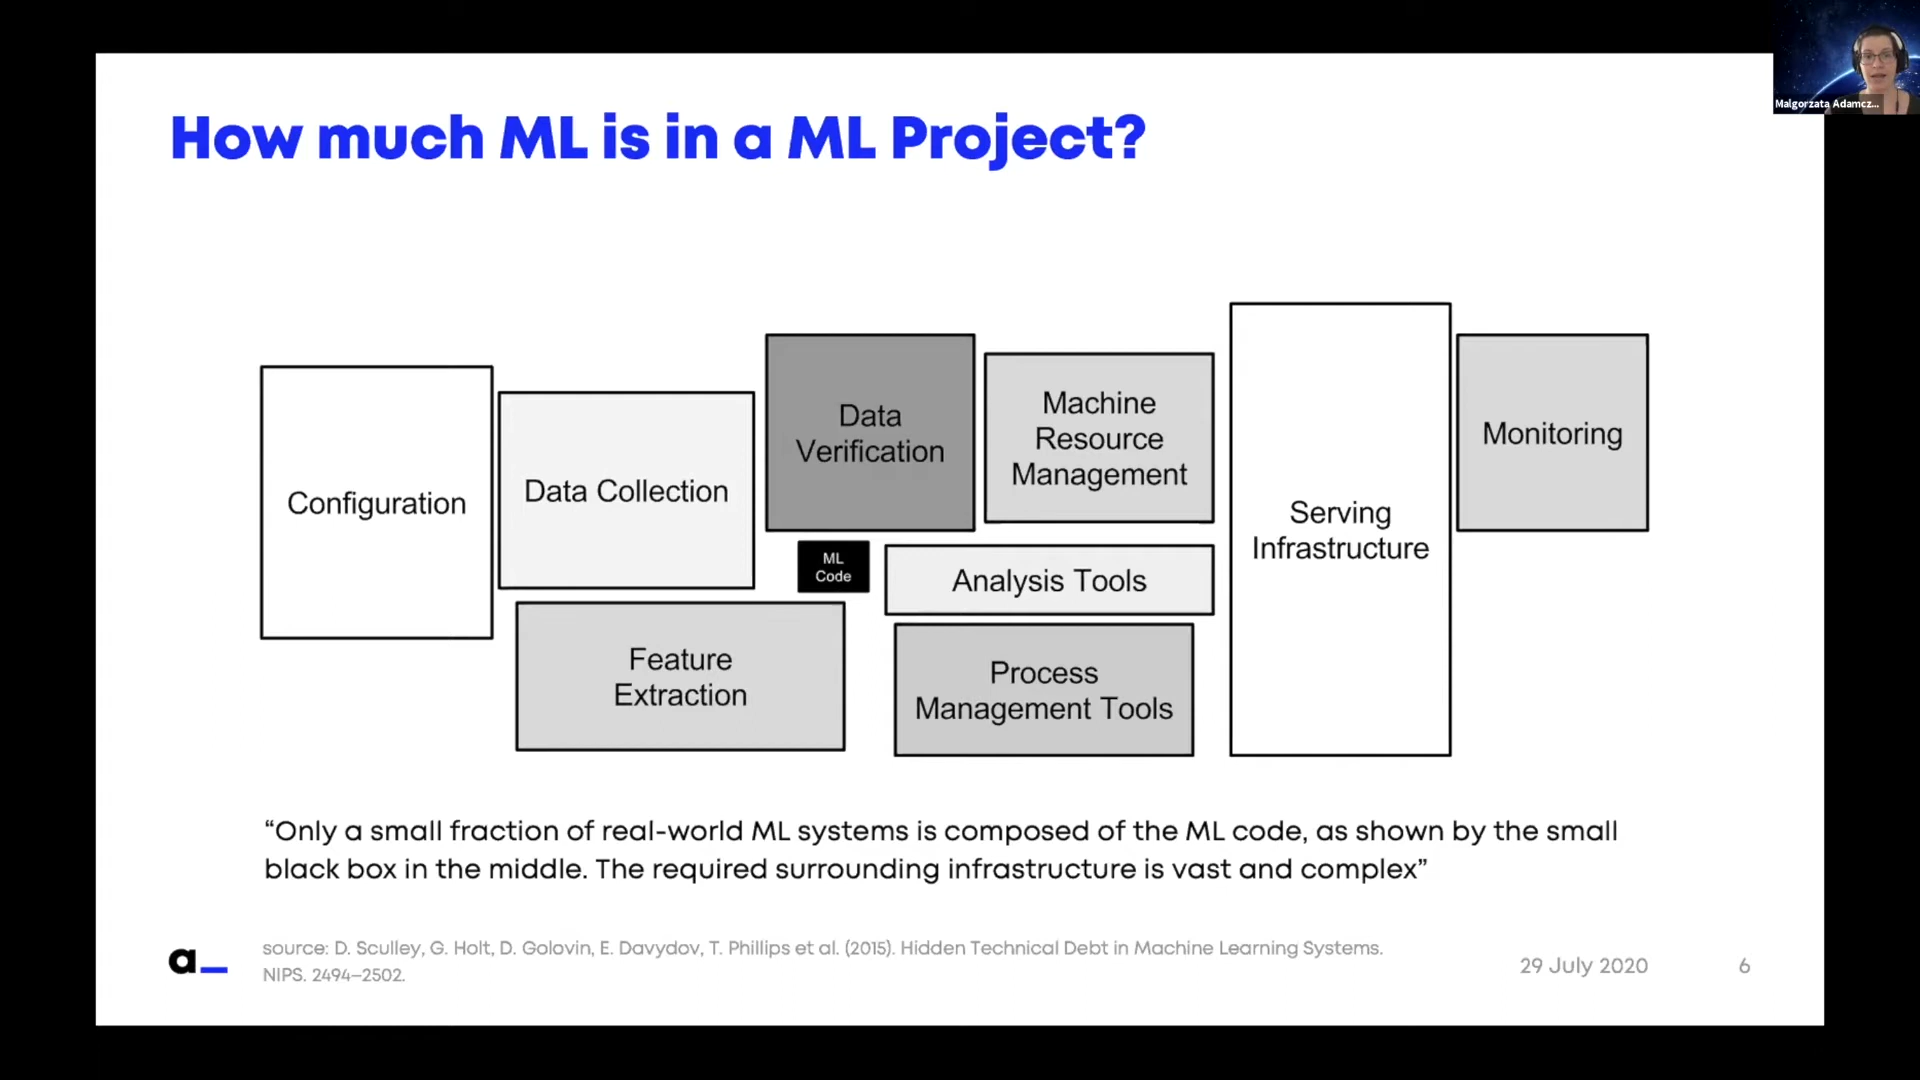 Malgorzata Adamcz...
How much ML is in a ML Project?
Configuration
Data Collection
Data
Verification
Machine
Resource
Management
Serving
Infrastructure
Monitoring
ML
Code
Analysis Tools
Feature
Extraction
Process
Management Tools
“Only a small fraction of real-world ML systems is composed of the ML code, as shown by the small
black box in the middle. The required surrounding infrastructure is vast and complex”
a_
source: D. Sculley, G. Holt, D. Golovin, E. Davydov, T. Phillips et al. (2015). Hidden Technical Debt in Machine Learning Systems.
NIPS. 2494–2502.
29 July 2020
6